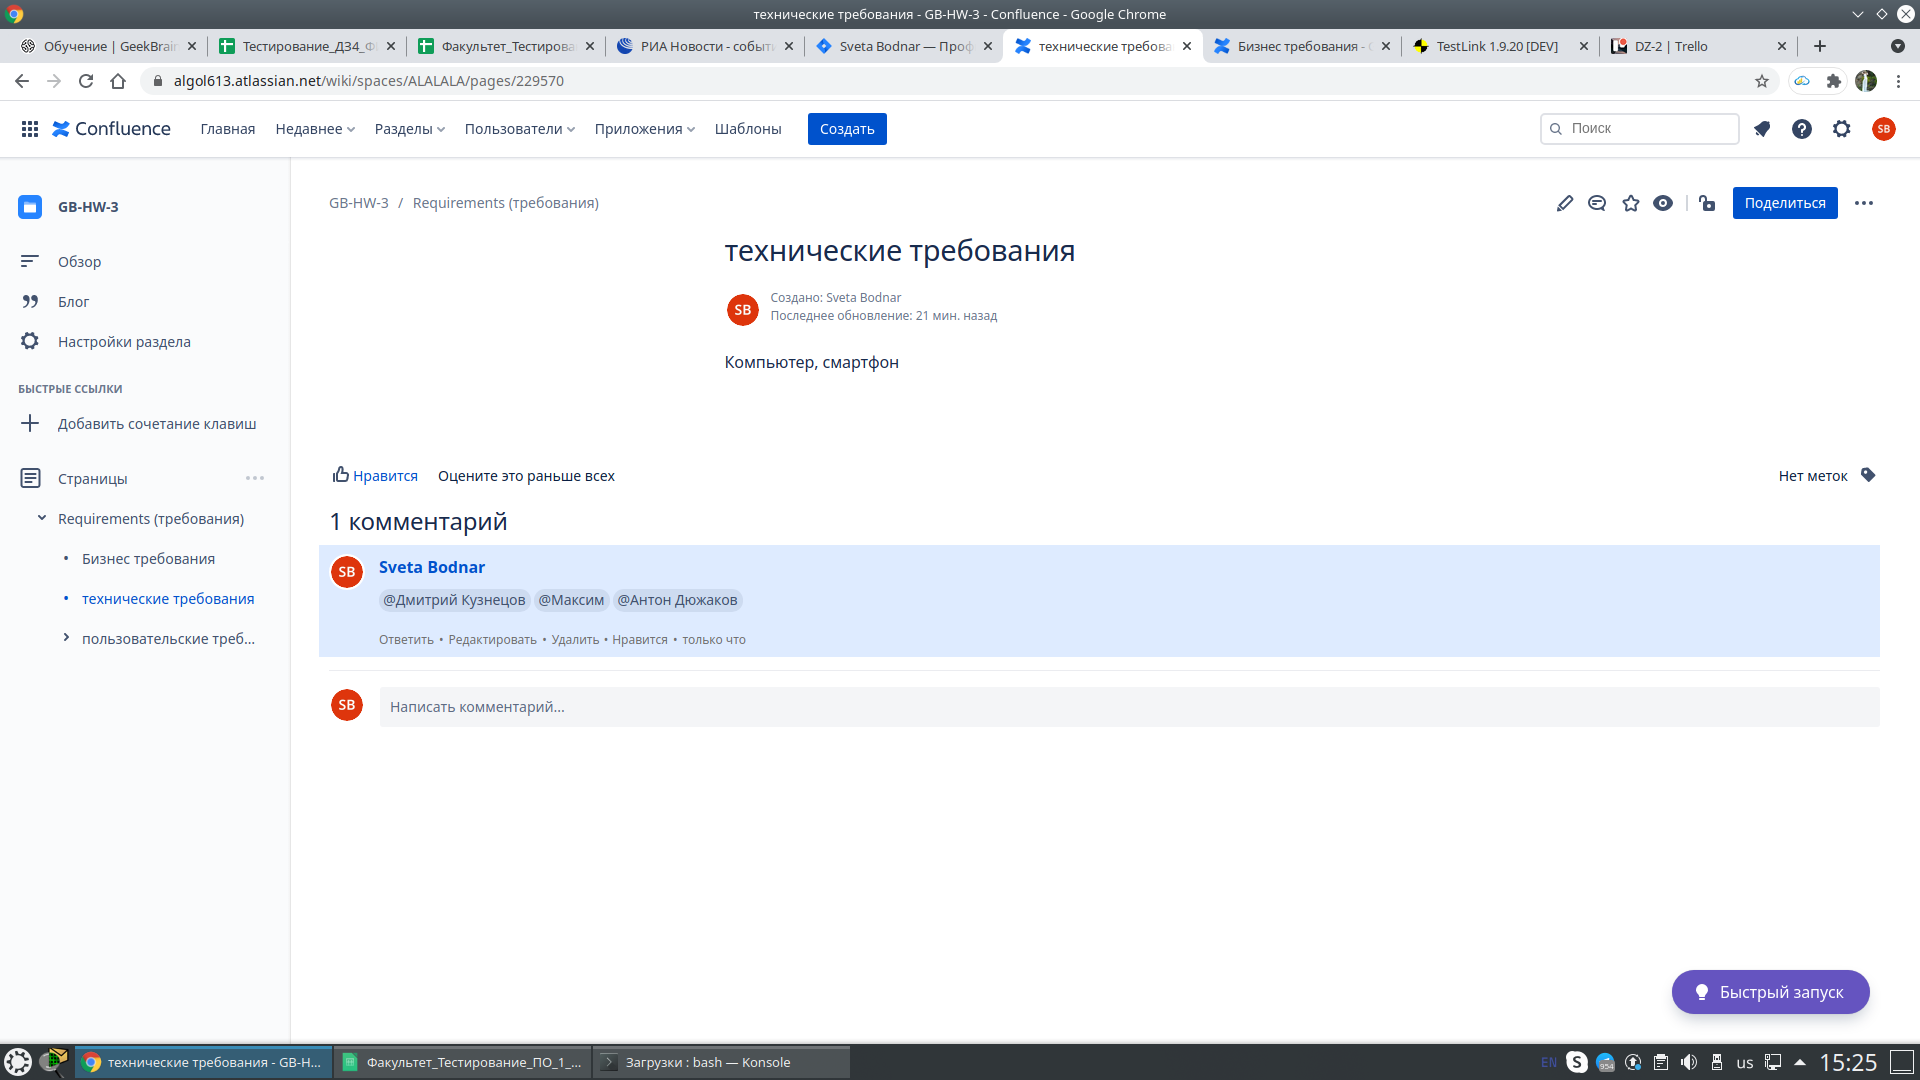 технические требования - GB-HW-3 - Confluence - Google Chrome
Обучение | GeekBrain
Тестирование_ДЗ4_Ф
Факультет_Тестирова
РИА Новости - событи
Sveta Bodnar — Проф
технические требова
Бизнес требования -
TestLink 1.9.20 [DEV]
DZ-2 | Trello
algol613.atlassian.net/wiki/spaces/ALALALA/pages/229570
Confluence
Главная
Недавнее
Разделы
Пользователи
Приложения
Шаблоны
Создать
Поиск
SB
GB-HW-3
Обзор
Блог
Настройки раздела
БЫСТРЫЕ ССЫЛКИ
Добавить сочетание клавиш
Страницы
Requirements (требования)
• Бизнес требования
• технические требования
пользовательские треб...
GB-HW-3 / Requirements (требования)
Поделиться
технические требования
SB
Создано: Sveta Bodnar
Последнее обновление: 21 мин. назад
Компьютер, смартфон
Нравится
Оцените это раньше всех
Нет меток
1 комментарий
SB
Sveta Bodnar
@Дмитрий Кузнецов @Максим @Антон Дюжаков
Ответить • Редактировать • Удалить • Нравится • только что
SB
Написать комментарий...
Быстрый запуск
технические требования - GB-H...
Факультет_Тестирование_ПО_1_...
Загрузки : bash — Konsole
EN
S
954
us
15:25